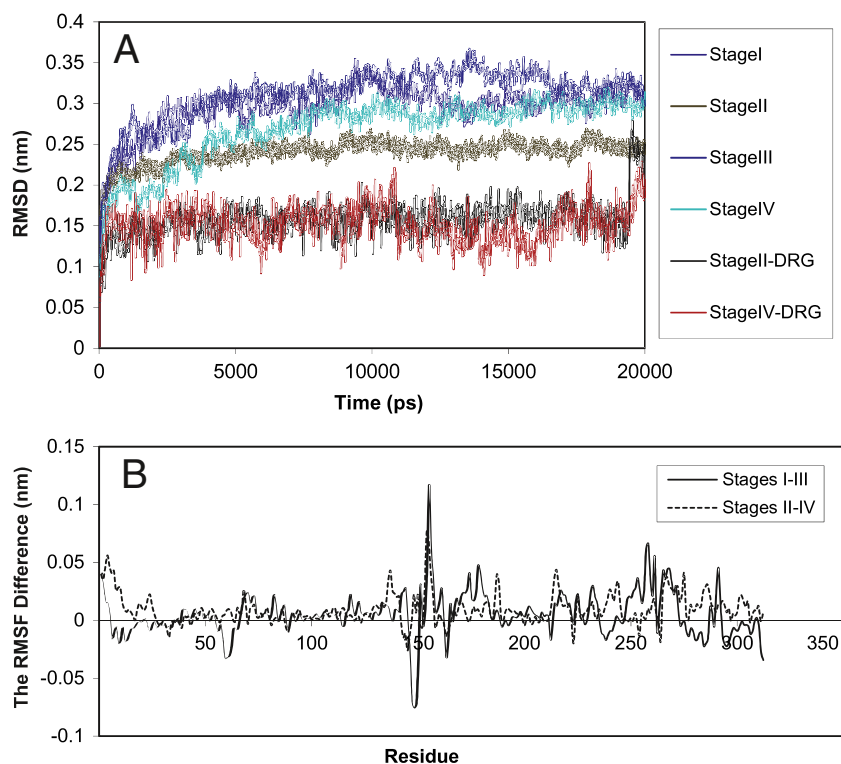 A
0.4
0.35
0.3
0.25
0.2
0.15
0.1
0.05
0
RMSD (nm)
0 5000 10000 15000 20000
Time (ps)
StageI
StageII
StageIII
StageIV
StageII-DRG
StageIV-DRG
B
0.15
0.1
0.05
0
-0.05
-0.1
The RMSF Difference (nm)
50 100 150 200 250 300 350
Residue
Stages I-III
Stages II-IV